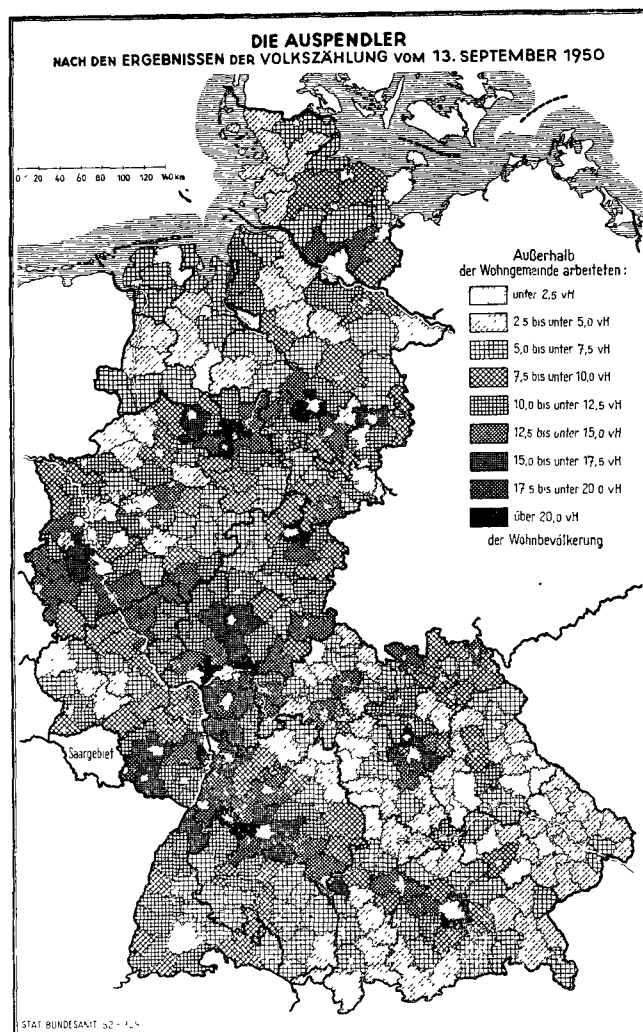 DIE AUSPENDLER
NACH DEN ERGEBNISSEN DER VOLKSZÄHLUNG VOM 13. SEPTEMBER 1950
0 20 40 60 80 100 120 140 km
Außerhalb
der Wohngemeinde arbeiteten:
unter 2,5 vH
2.5 bis unter 5,0 vH
5,0 bis unter 7,5 vH
7,5 bis unter 10,0 vH
10,0 bis unter 12,5 vH
12,5 bis unter 15,0 vH
15,0 bis unter 17,5 vH
17 5 bis unter 20 0 vH
über 20,0 vH
der Wohnbevölkerung
Saargebiet
STAT BUNDESAMT 52 -